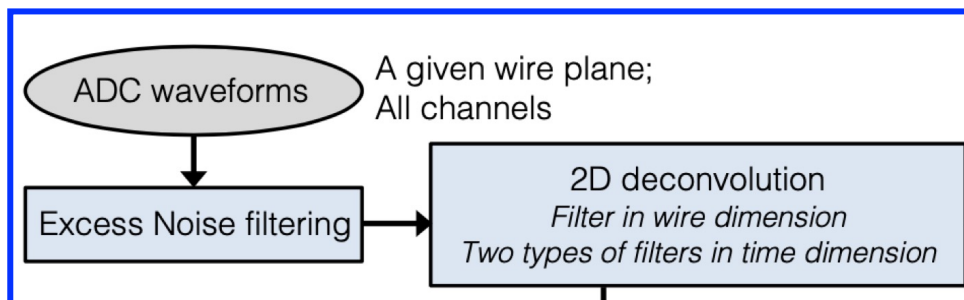 ADC waveforms
A given wire plane;
All channels
Excess Noise filtering
2D deconvolution
Filter in wire dimension
Two types of filters in time dimension